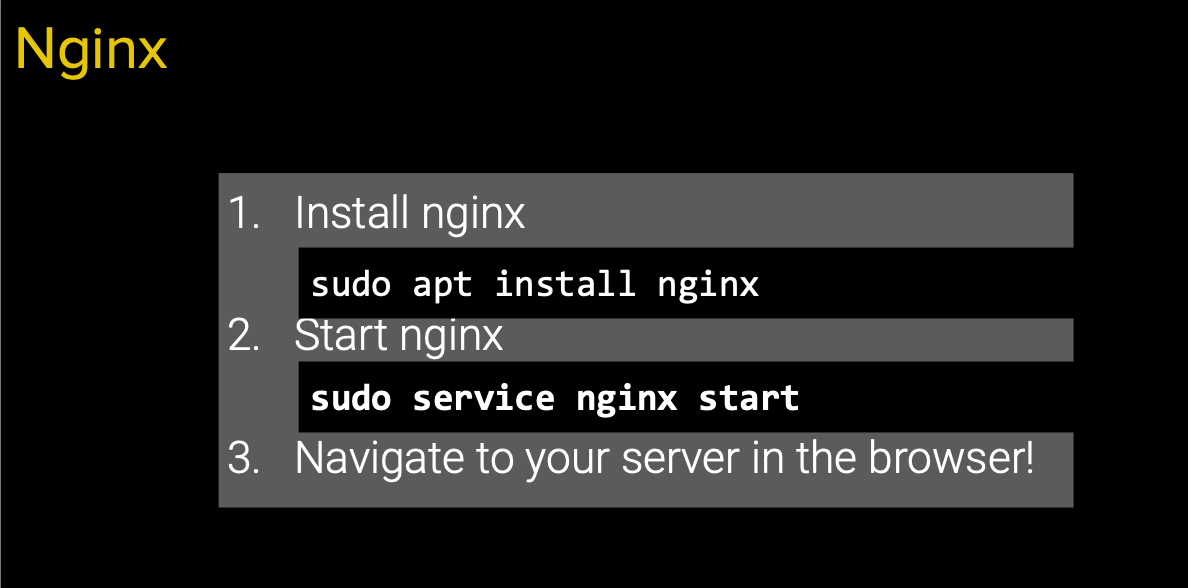 Nginx
1. Install nginx
sudo apt install nginx
2. Start nginx
sudo service nginx start
3. Navigate to your server in the browser!